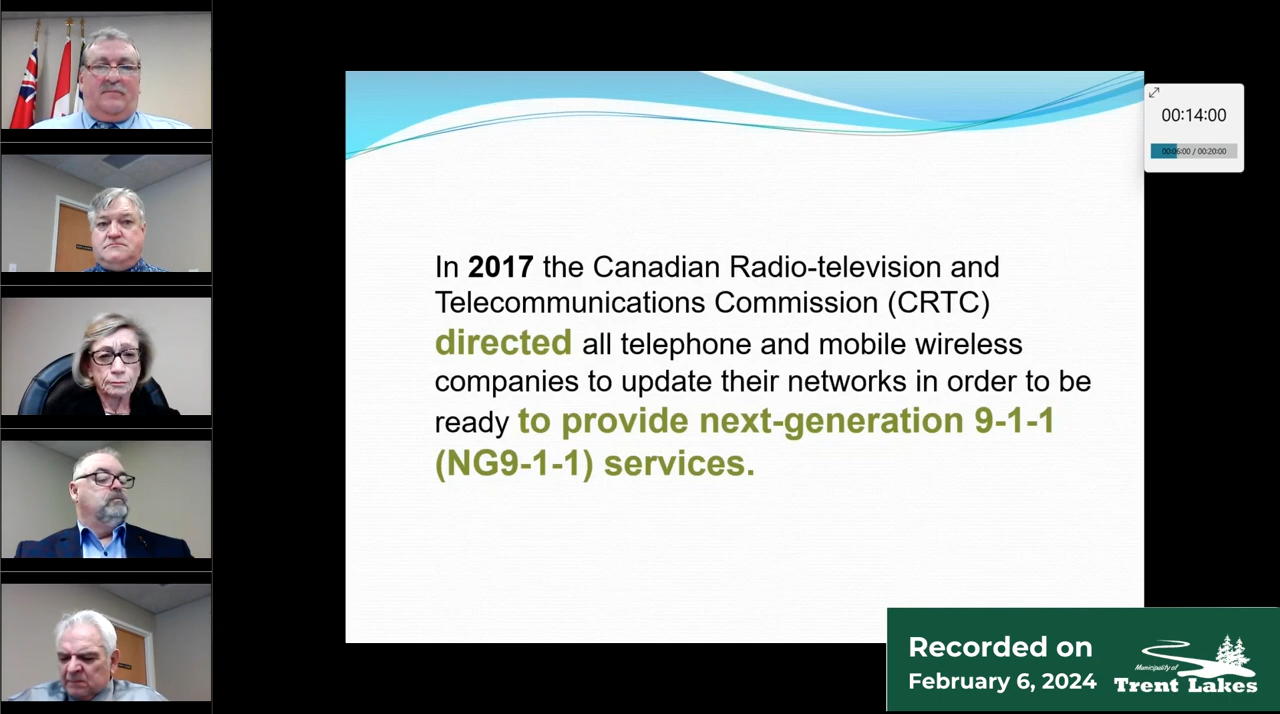 In 2017 the Canadian Radio-television and
Telecommunications Commission (CRTC)
directed all telephone and mobile wireless
companies to update their networks in order to be
ready to provide next-generation 9-1-1
(NG9-1-1) services.
00:14:00
00:06:00 / 00:20:00
Recorded on
February 6, 2024
Municipality of
Trent Lakes